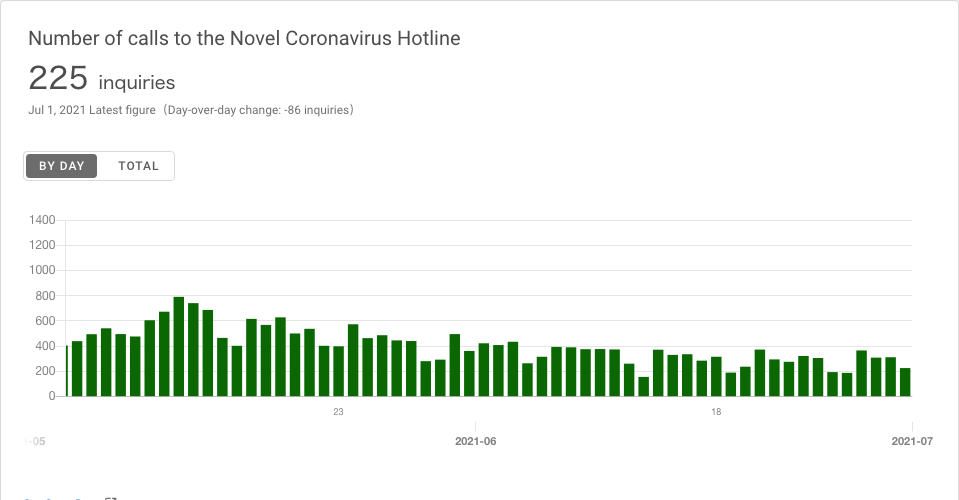 Number of calls to the Novel Coronavirus Hotline
225 inquiries
Jul 1, 2021 Latest figure (Day-over-day change: -86 inquiries)
BY DAY TOTAL
1400
1200
1000
800
600
400
200
0
23 18
-05 2021-06 2021-07